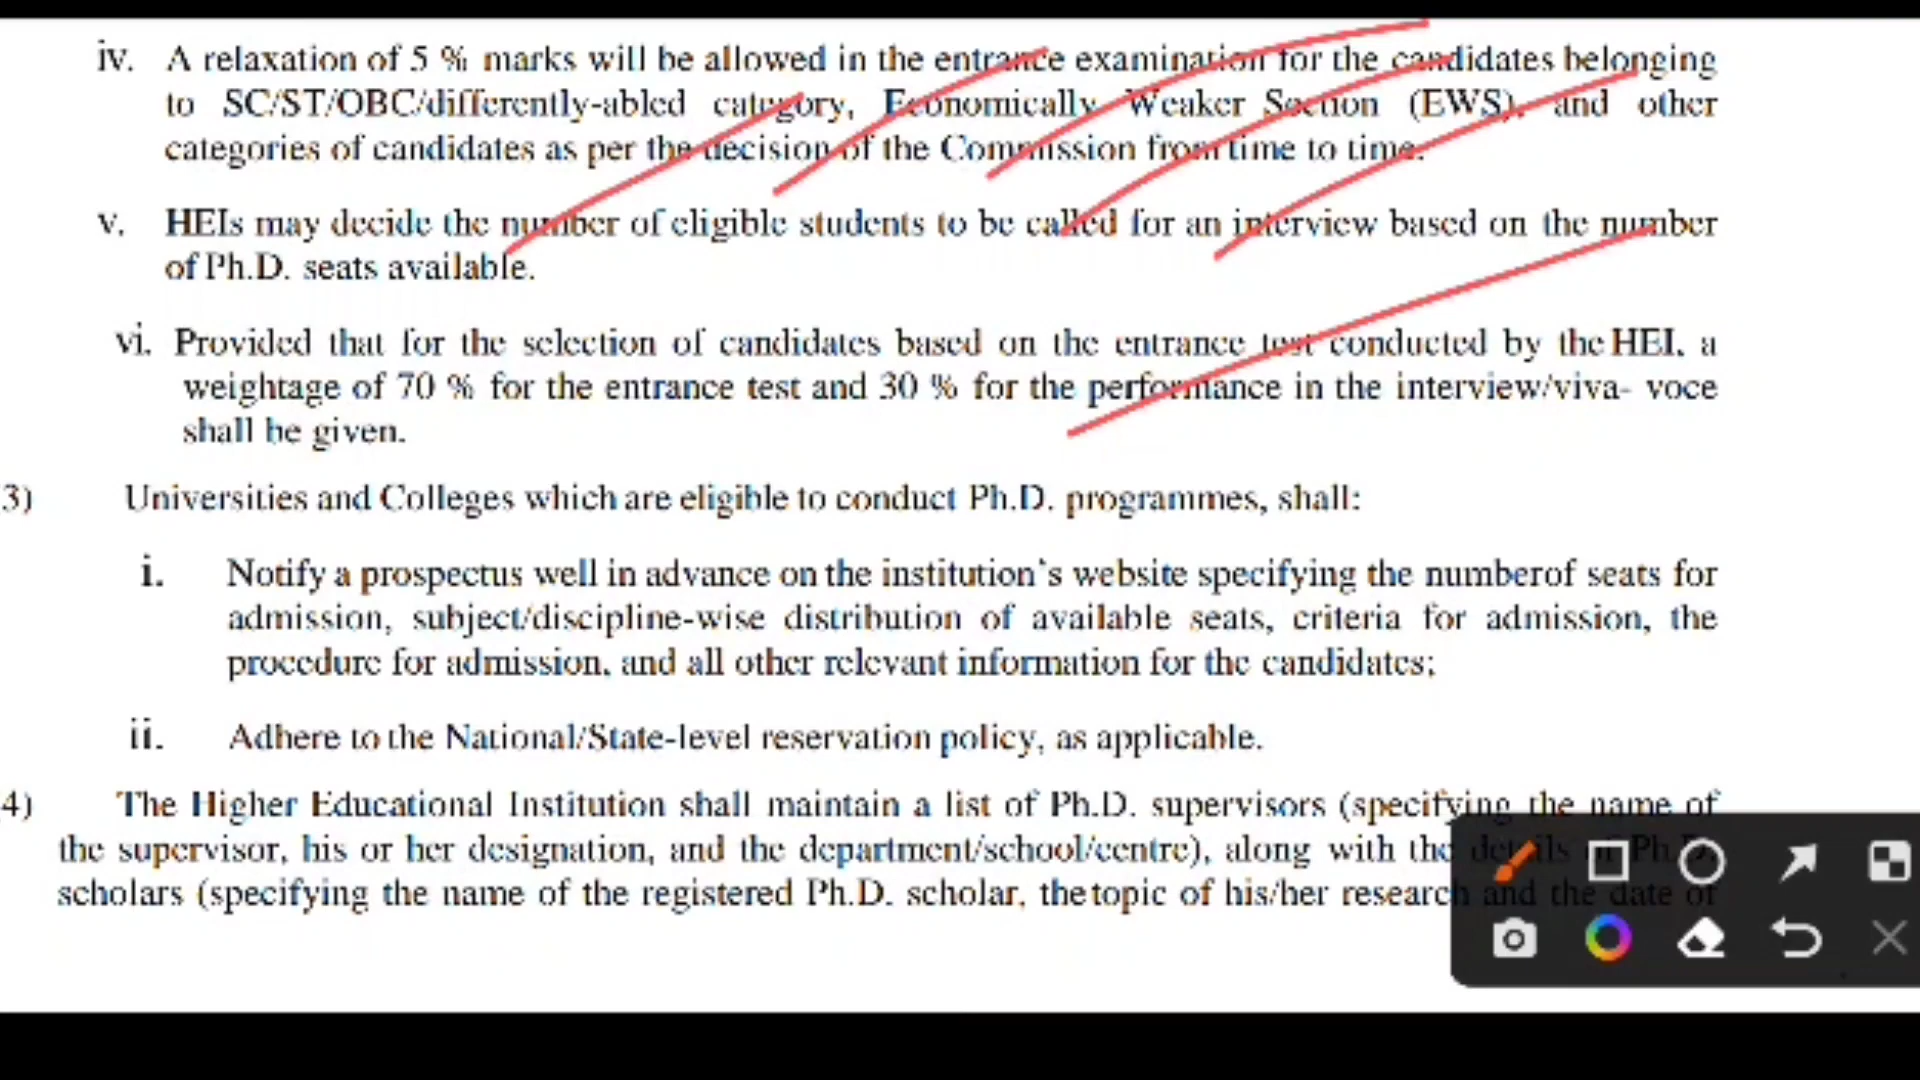 iv. A relaxation of 5 % marks will be allowed in the entrance examination for the candidates belonging
to SC/ST/OBC/differently-abled category, Economically Weaker Section (EWS), and other
categories of candidates as per the decision of the Commission from time to time.
v. HEIs may decide the number of eligible students to be called for an interview based on the number
of Ph.D. seats available.
vi. Provided that for the selection of candidates based on the entrance test conducted by the HEI, a
weightage of 70 % for the entrance test and 30 % for the performance in the interview/viva- voce
shall be given.
3) Universities and Colleges which are eligible to conduct Ph.D. programmes, shall:
i. Notify a prospectus well in advance on the institution's website specifying the numberof seats for
admission, subject/discipline-wise distribution of available seats, criteria for admission, the
procedure for admission, and all other relevant information for the candidates;
ii. Adhere to the National/State-level reservation policy, as applicable.
4) The Higher Educational Institution shall maintain a list of Ph.D. supervisors (specifying the name of
the supervisor, his or her designation, and the department/school/centre), along with the details of Ph.D.
scholars (specifying the name of the registered Ph.D. scholar, the topic of his/her research and the date of